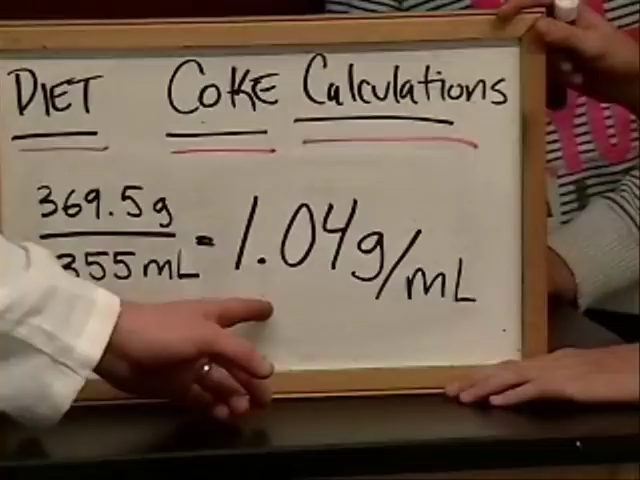 DIET COKE Calculations
369.5g
355mL = 1.04g/mL